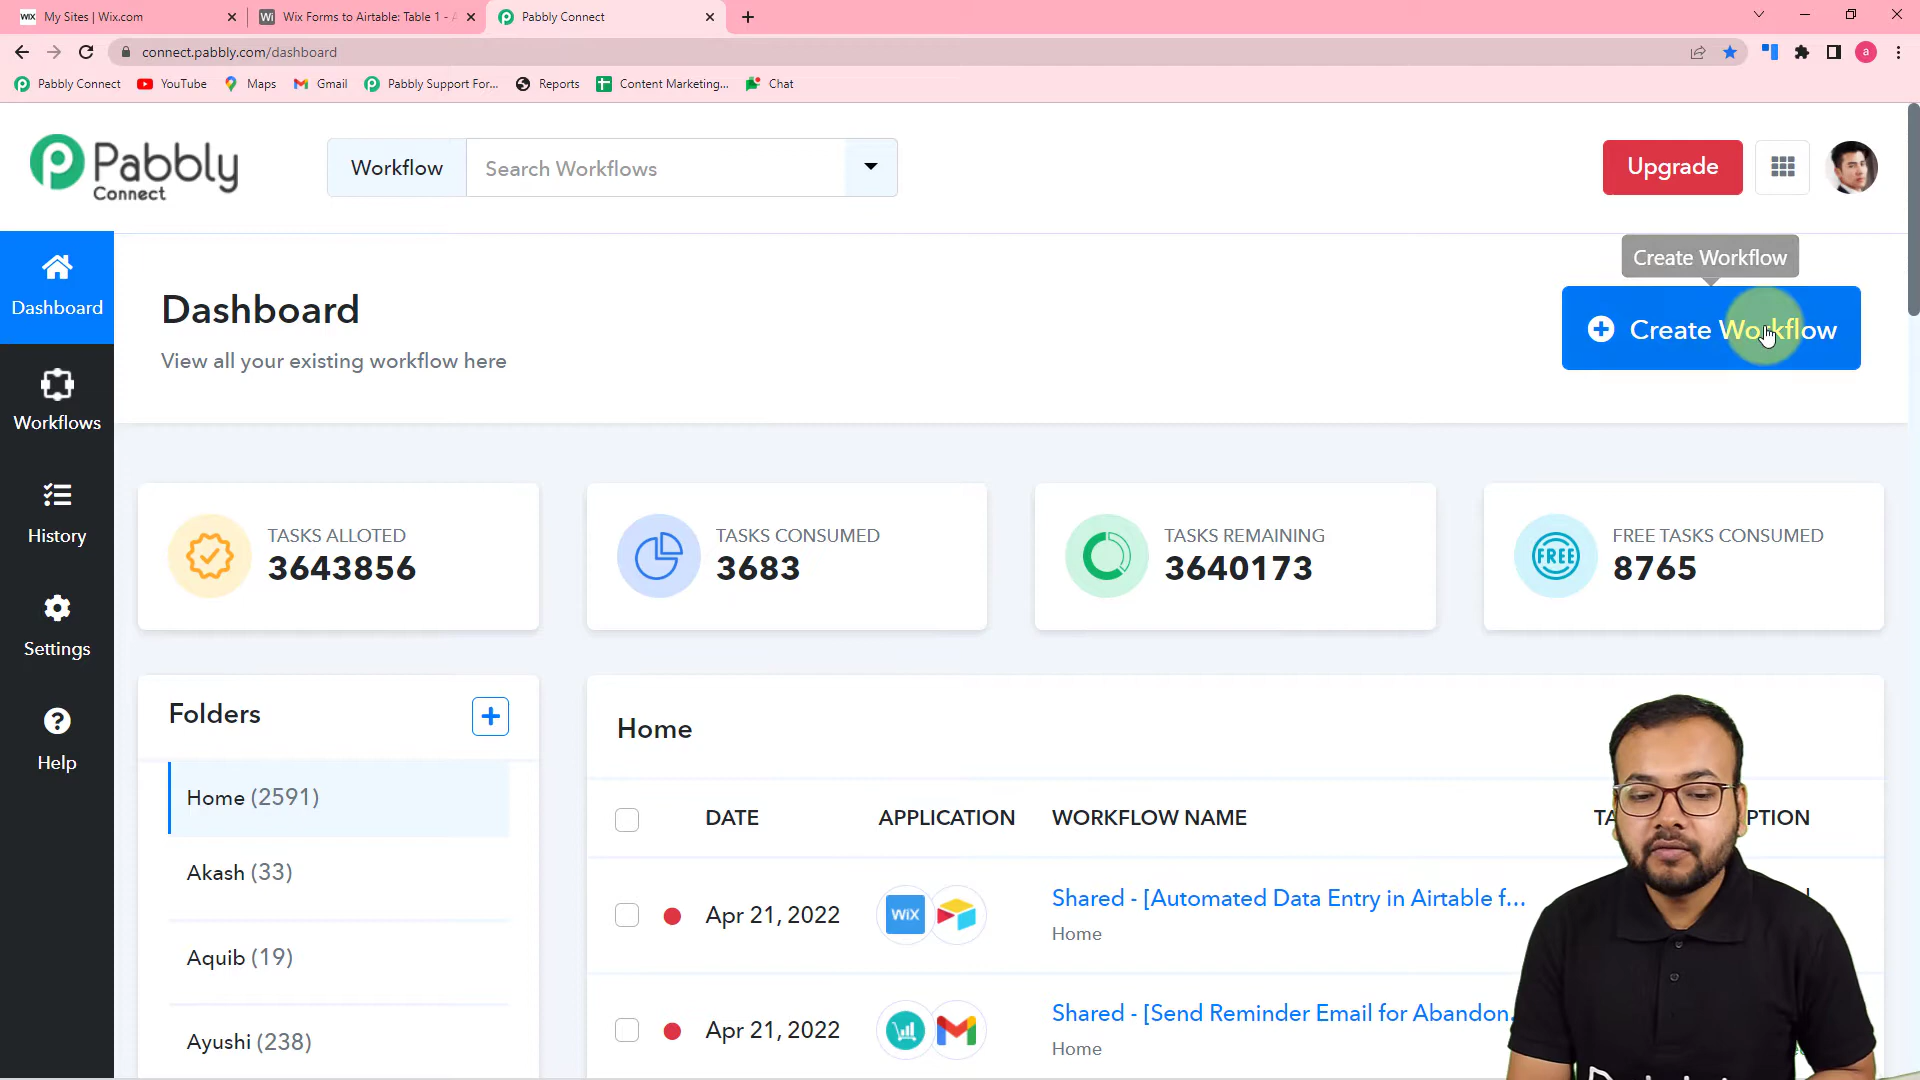 WiX My Sites | Wix.com
Wi Wix Forms to Airtable: Table 1 - A
Pabbly Connect
connect.pabbly.com/dashboard
a
Pabbly Connect YouTube Maps Gmail Pabbly Support For... Reports Content Marketing... Chat
Pabbly
Connect
Workflow Search Workflows
Upgrade
Create Workflow
Dashboard
View all your existing workflow here
Create Workflow
Dashboard
Workflows
History
Settings
Help
TASKS ALLOTED
3643856
TASKS CONSUMED
3683
TASKS REMAINING
3640173
FREE
FREE TASKS CONSUMED
8765
Folders
Home (2591)
Akash (33)
Aquib (19)
Ayushi (238)
Home
DATE APPLICATION WORKFLOW NAME
Apr 21, 2022 WiX Shared - [Automated Data Entry in Airtable f...
Home
Apr 21, 2022 Shared - [Send Reminder Email for Abandon...
Home